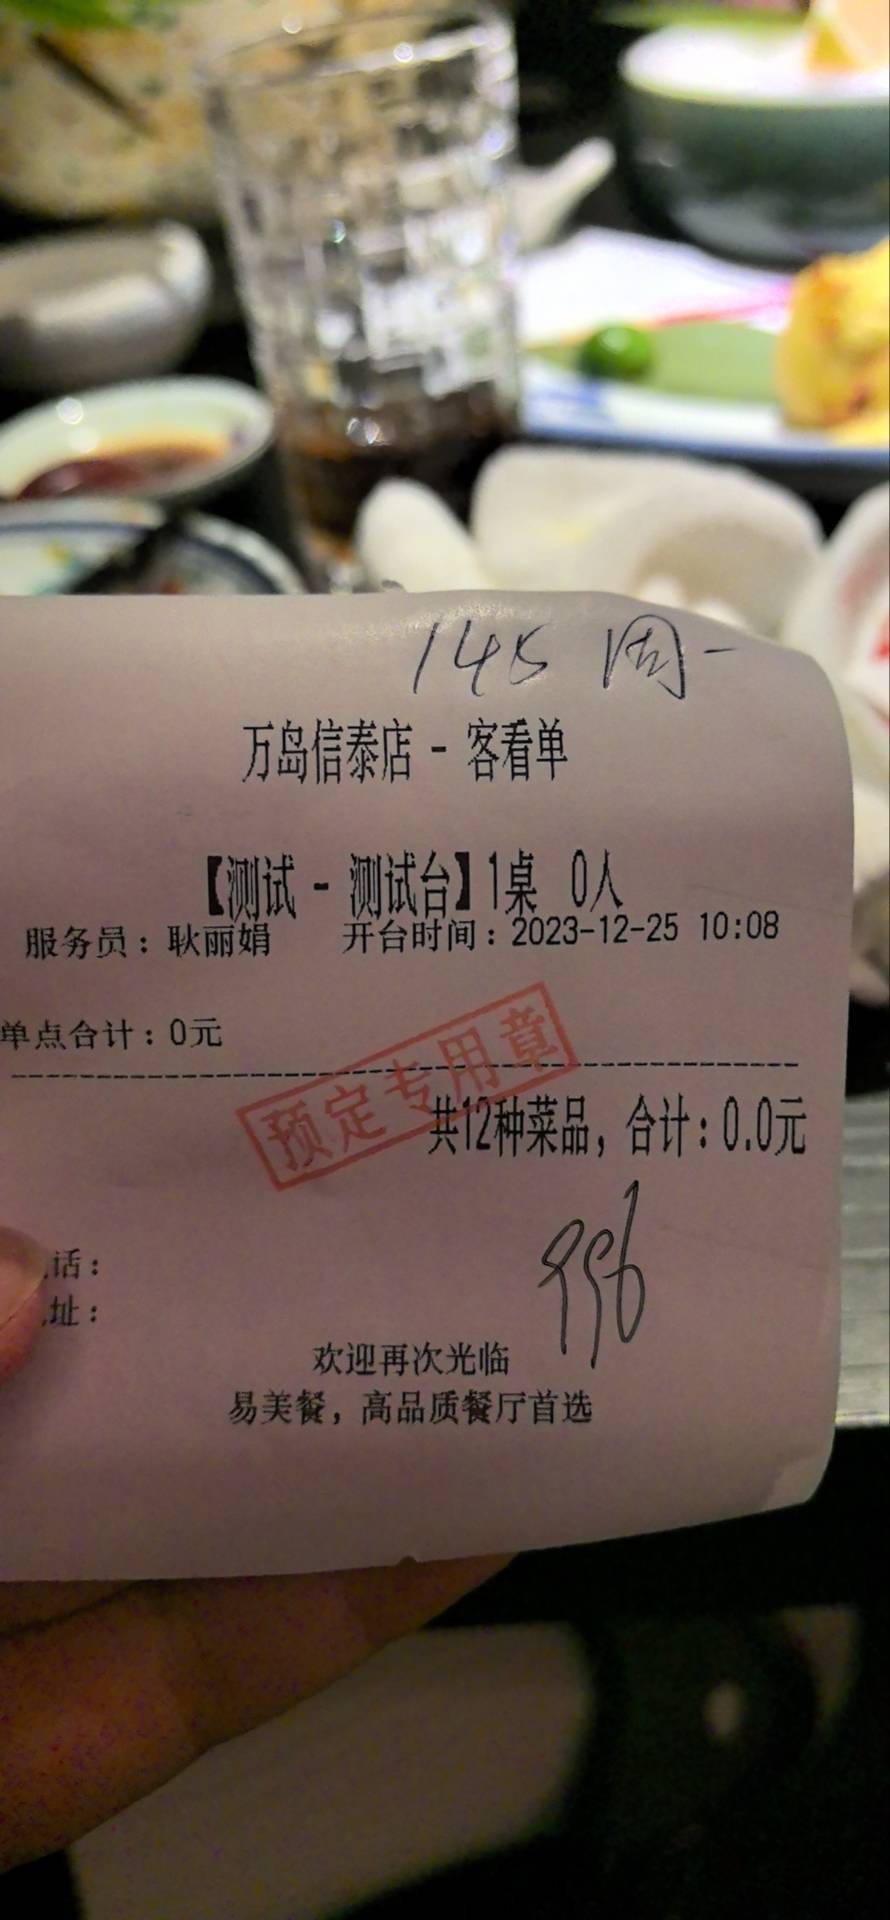 145 周一
万岛信泰店 - 客看单
【测试 - 测试台】1桌 0人
服务员：耿丽娟 开台时间：2023-12-25 10:08
单点合计：0元
预定专用章
共12种菜品，合计：0.0元
996
话：
址：
欢迎再次光临
易美餐，高品质餐厅首选